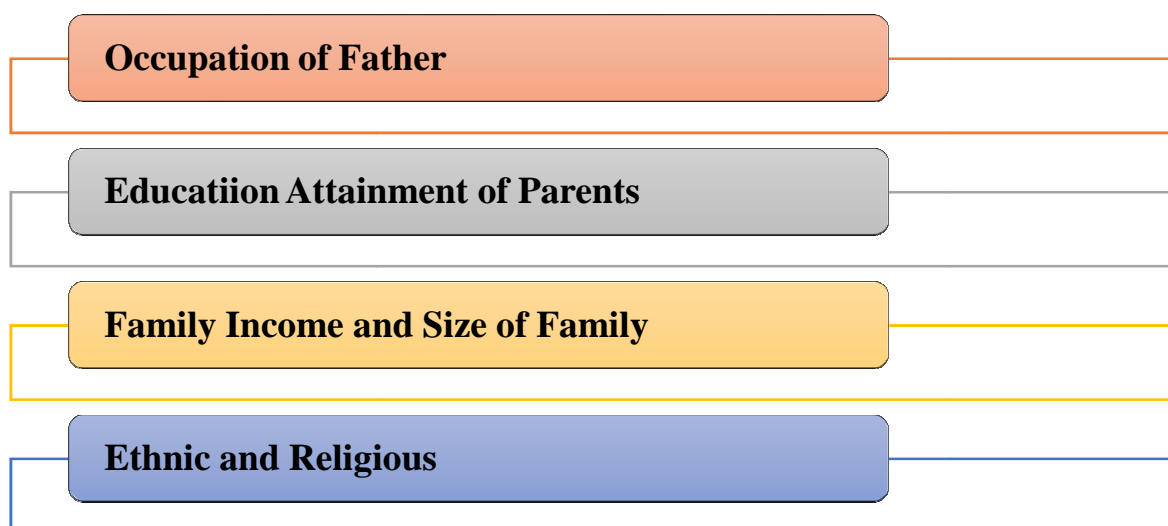 Occupation of Father
Educatiion Attainment of Parents
Family Income and Size of Family
Ethnic and Religious